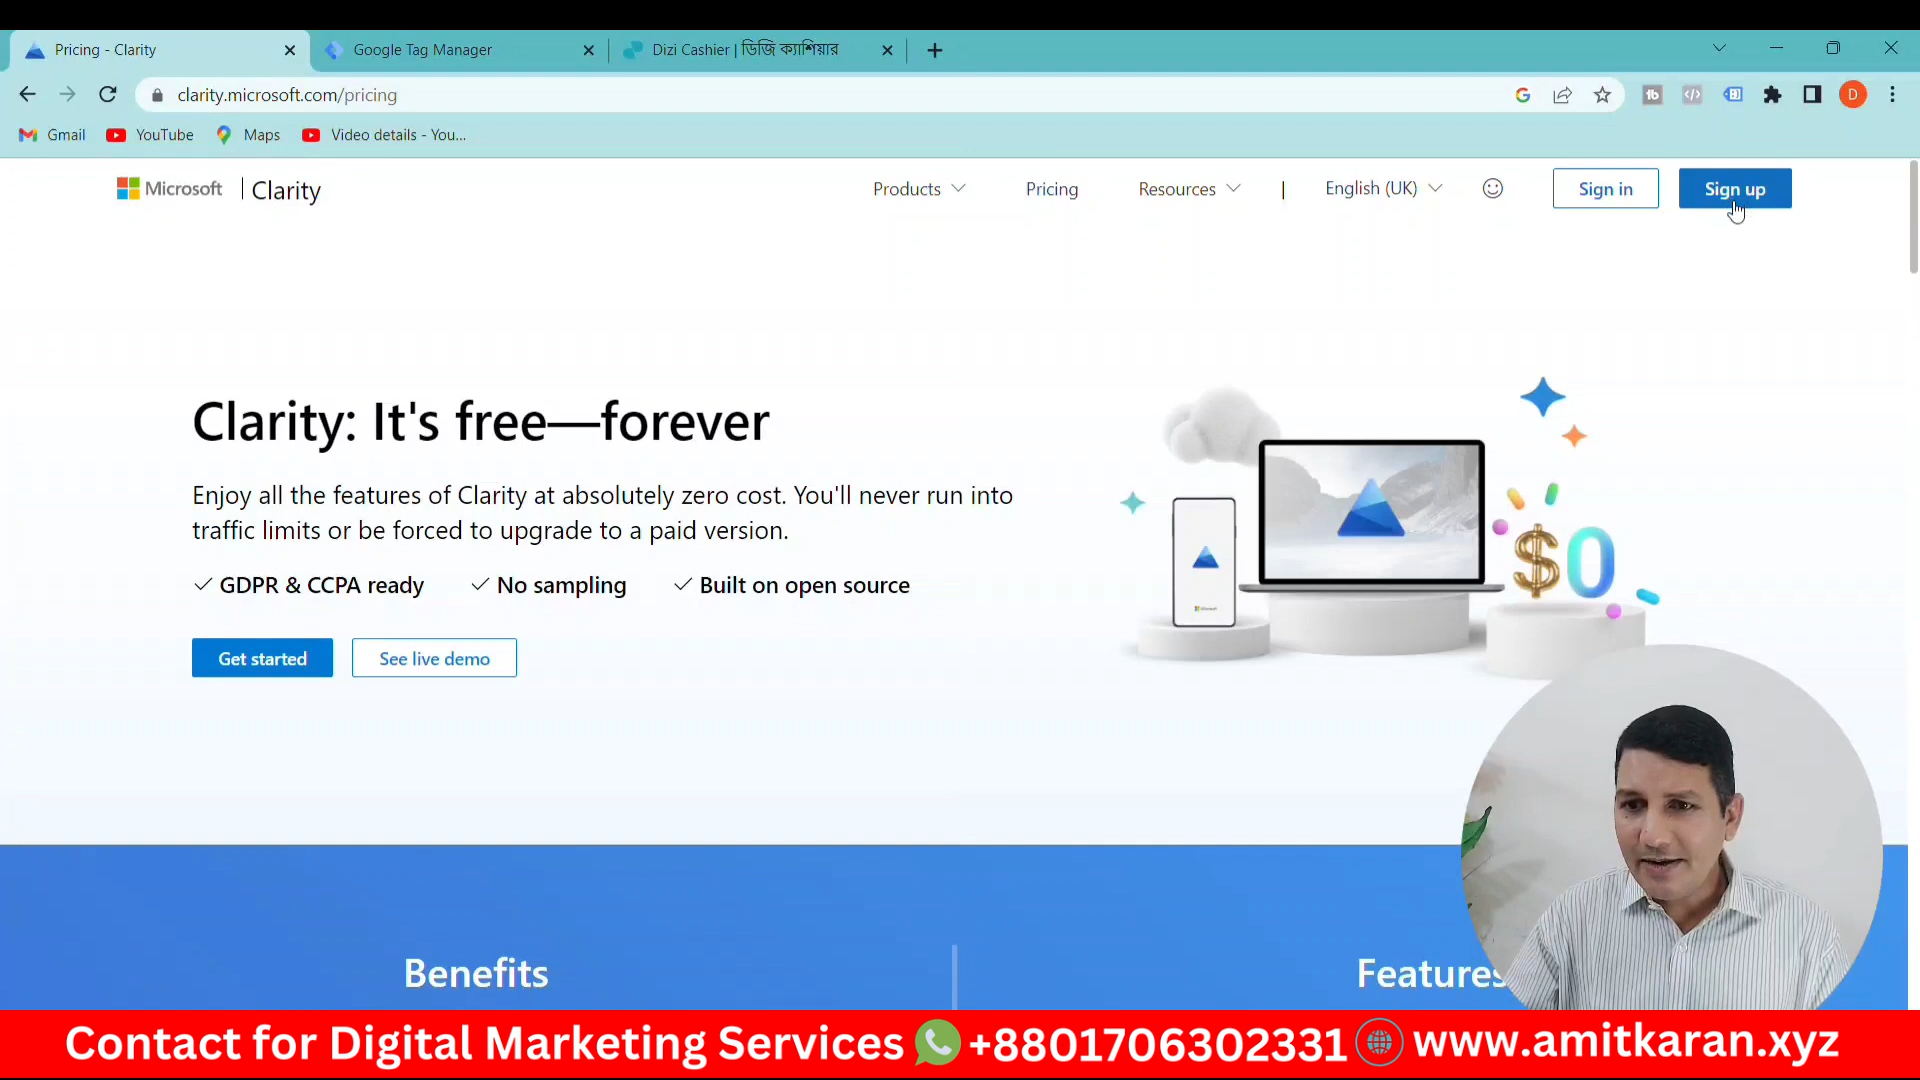 Pricing - Clarity
Google Tag Manager
Dizi Cashier | ডিজি ক্যাশিয়ার
clarity.microsoft.com/pricing
D
Gmail
YouTube
Maps
Video details - You...
Microsoft | Clarity
Products
Pricing
Resources
|
English (UK)
Sign in
Sign up
Clarity: It's free—forever
Enjoy all the features of Clarity at absolutely zero cost. You'll never run into
traffic limits or be forced to upgrade to a paid version.
GDPR & CCPA ready
No sampling
Built on open source
Get started
See live demo
$0
Benefits
Features
Contact for Digital Marketing Services +8801706302331 www.amitkaran.xyz